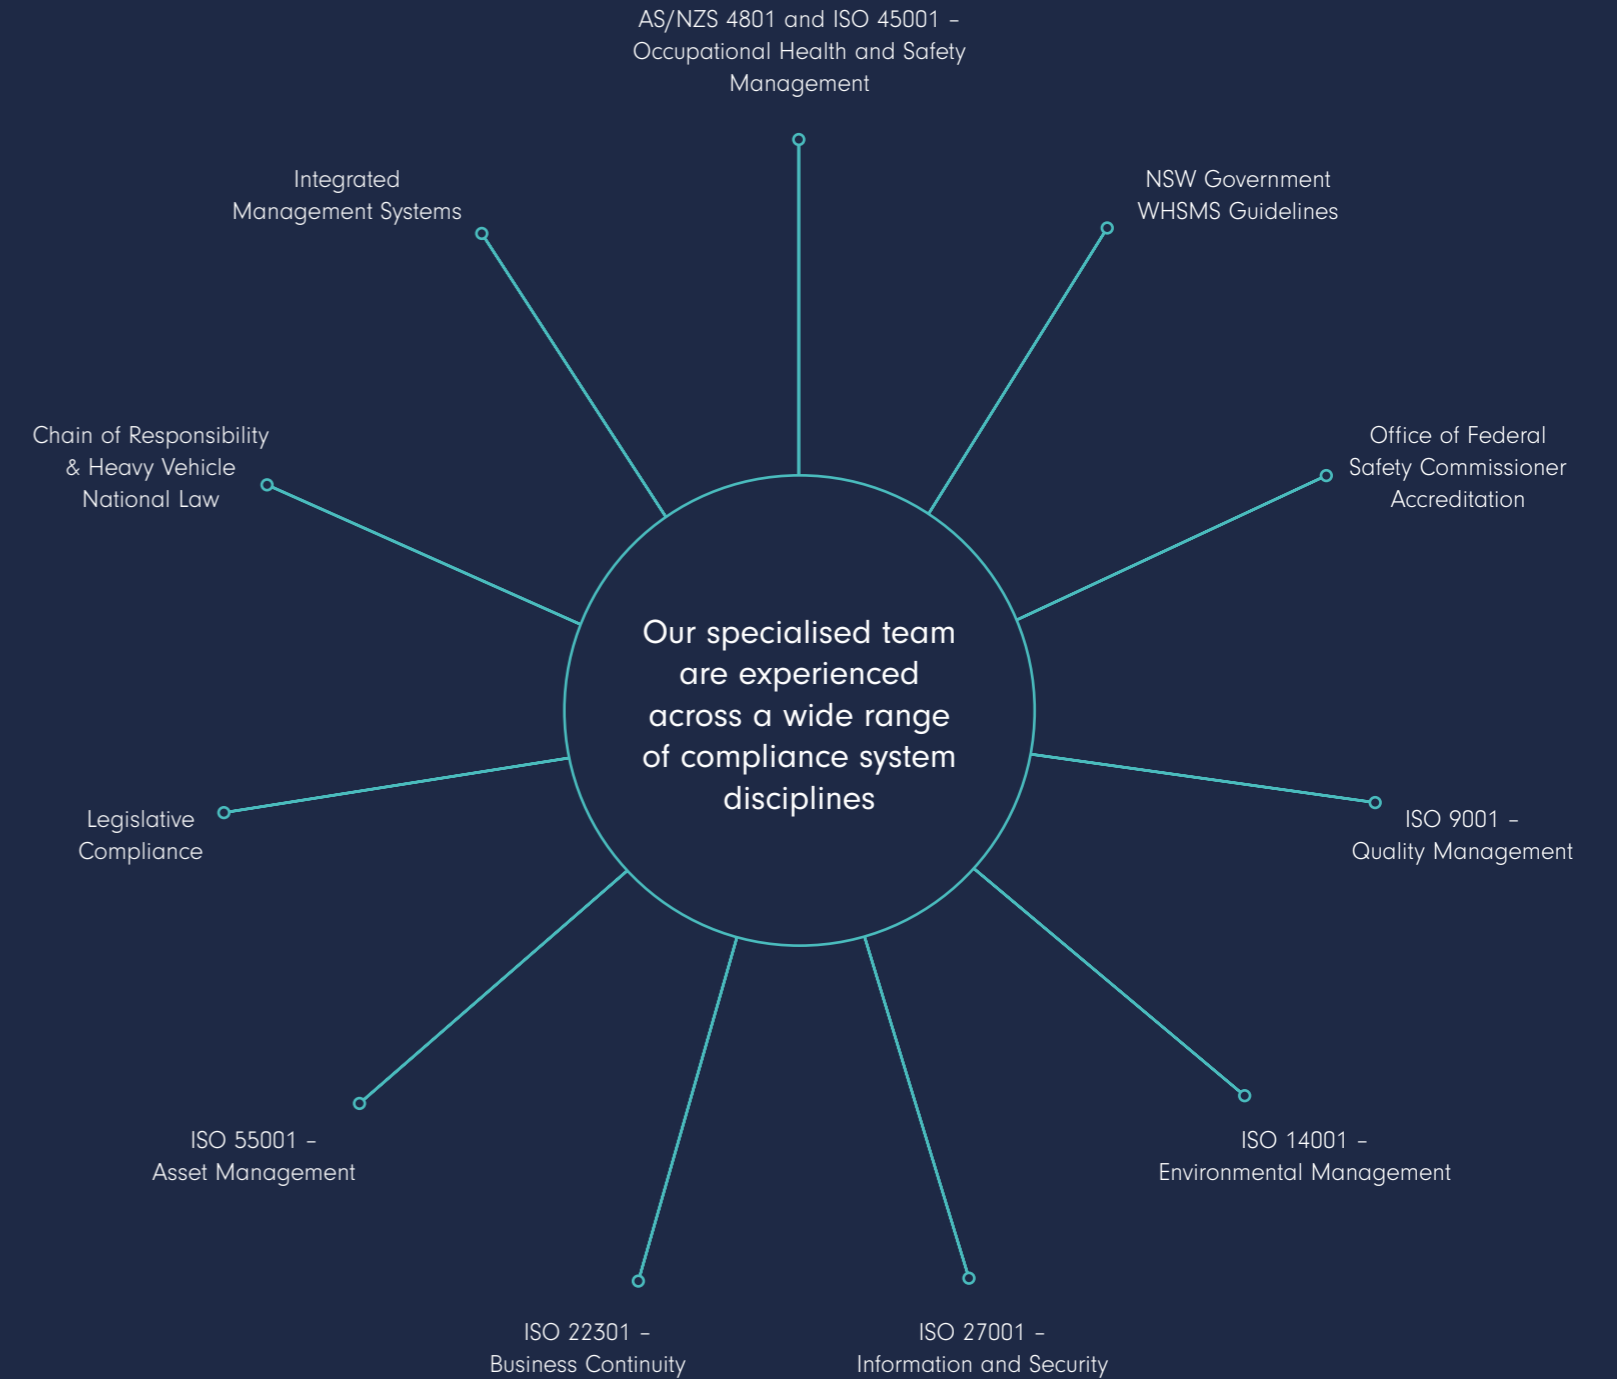 AS/NZS 4801 and ISO 45001 –
Occupational Health and Safety
Management
Integrated
Management Systems
NSW Government
WHSMS Guidelines
Chain of Responsibility
& Heavy Vehicle
National Law
Office of Federal
Safety Commissioner
Accreditation
Our specialised team
are experienced
across a wide range
of compliance system
disciplines
Legislative
Compliance
ISO 9001 –
Quality Management
ISO 55001 –
Asset Management
ISO 14001 –
Environmental Management
ISO 22301 –
Business Continuity
ISO 27001 –
Information and Security